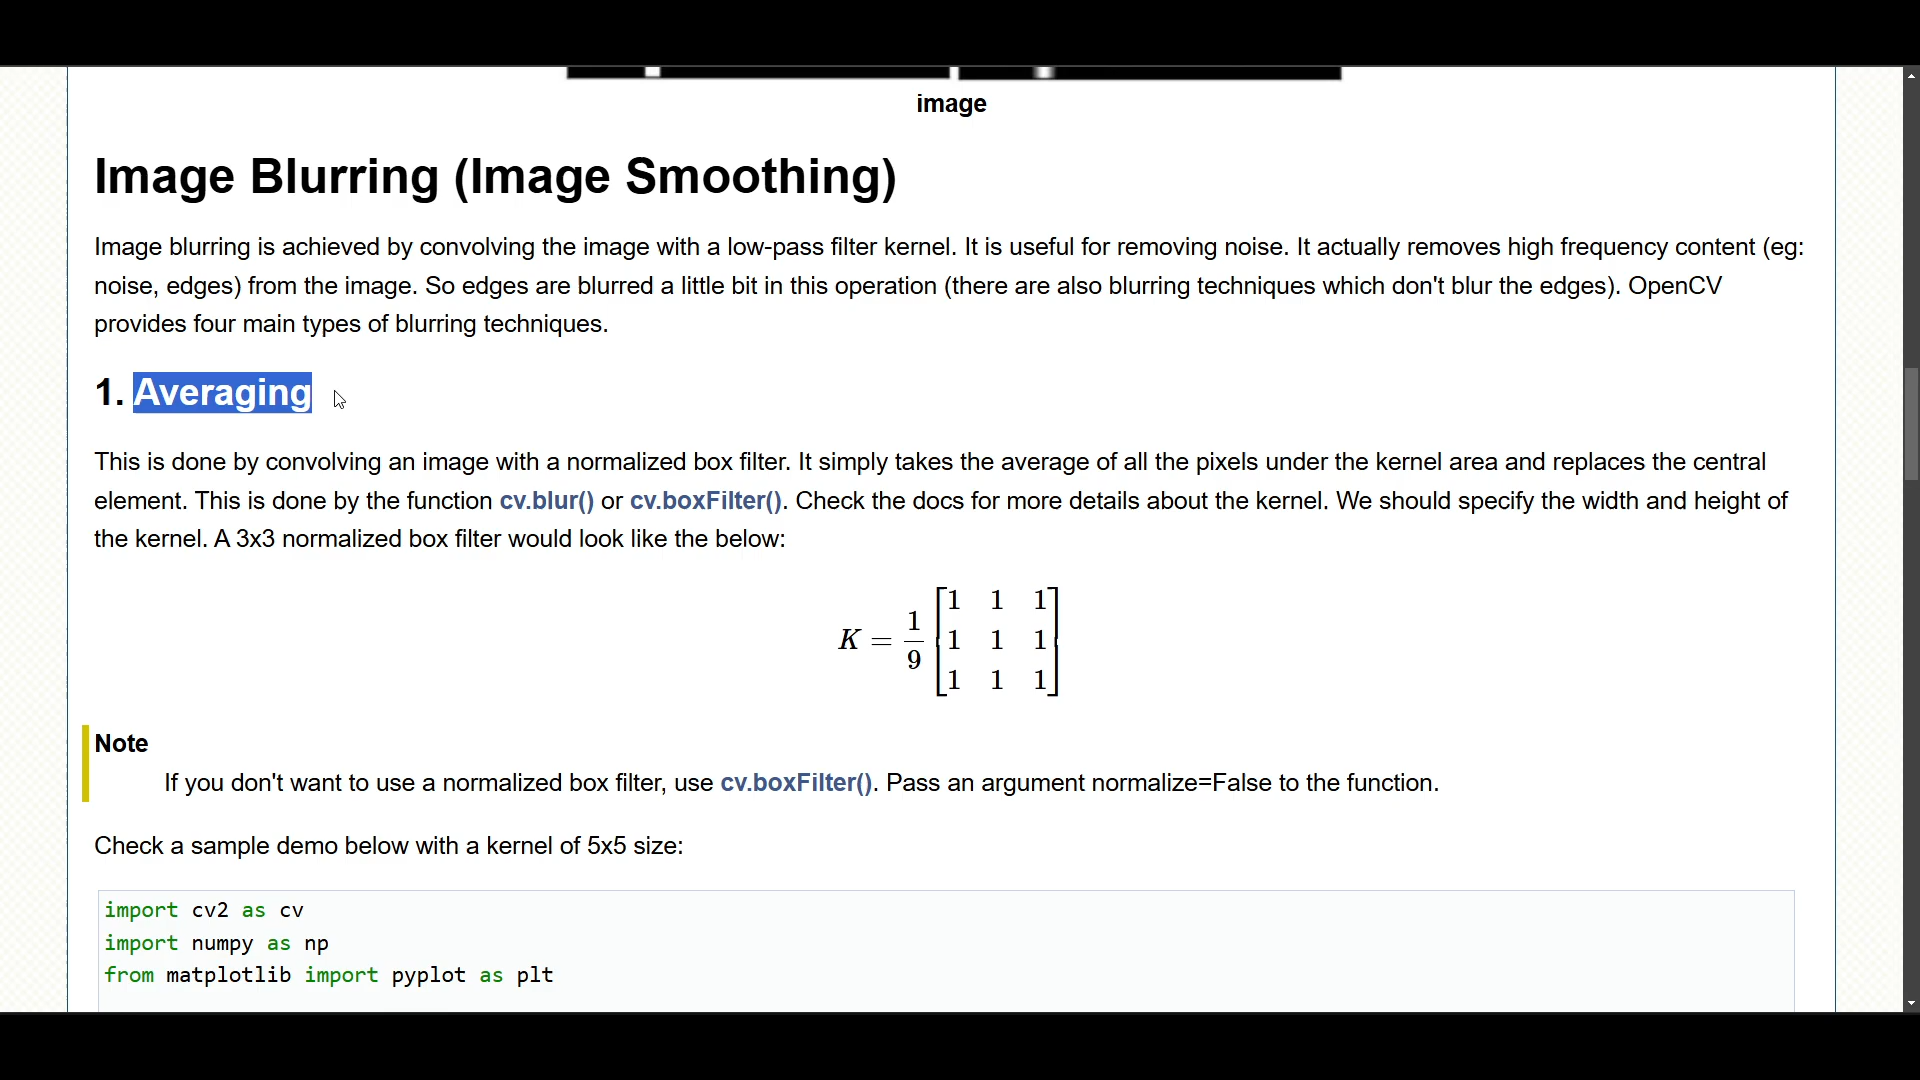 image
Image Blurring (Image Smoothing)
Image blurring is achieved by convolving the image with a low-pass filter kernel. It is useful for removing noise. It actually removes high frequency content (eg:
noise, edges) from the image. So edges are blurred a little bit in this operation (there are also blurring techniques which don't blur the edges). OpenCV
provides four main types of blurring techniques.
1. Averaging
This is done by convolving an image with a normalized box filter. It simply takes the average of all the pixels under the kernel area and replaces the central
element. This is done by the function cv.blur() or cv.boxFilter(). Check the docs for more details about the kernel. We should specify the width and height of
the kernel. A 3x3 normalized box filter would look like the below:
K = 1/9 [1 1 1
1 1 1
1 1 1]
Note
If you don't want to use a normalized box filter, use cv.boxFilter(). Pass an argument normalize=False to the function.
Check a sample demo below with a kernel of 5x5 size:
import cv2 as cv
import numpy as np
from matplotlib import pyplot as plt